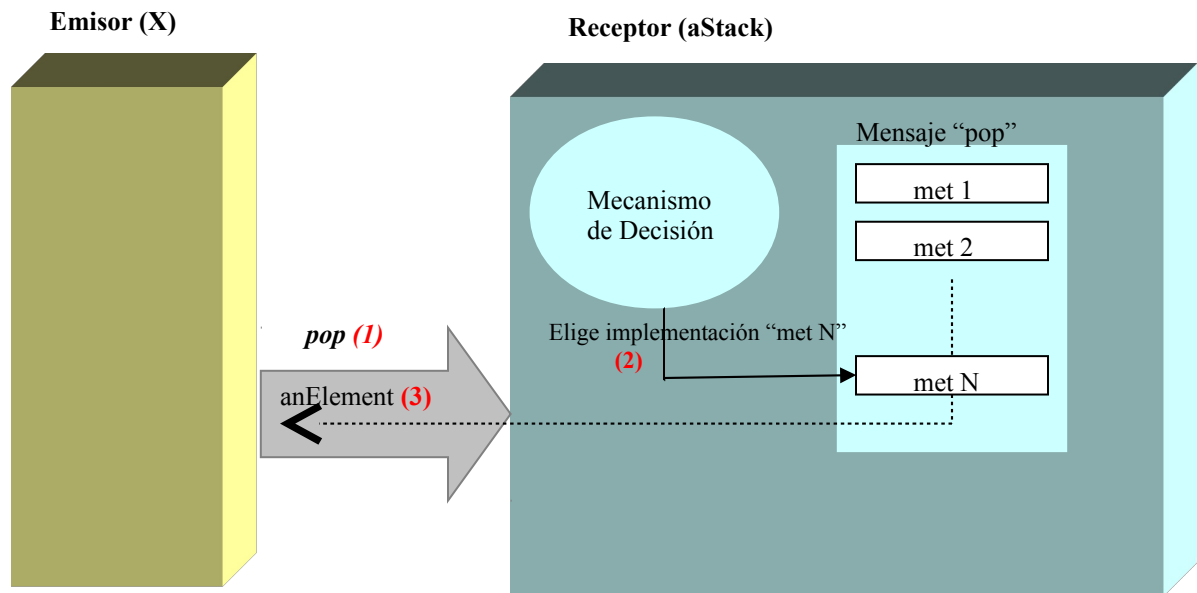 Emisor (X)
Receptor (aStack)
Mensaje “pop”
met 1
Mecanismo
de Decisión
met 2
pop (1)
Elige implementación “met N”
(2)
met N
anElement (3)